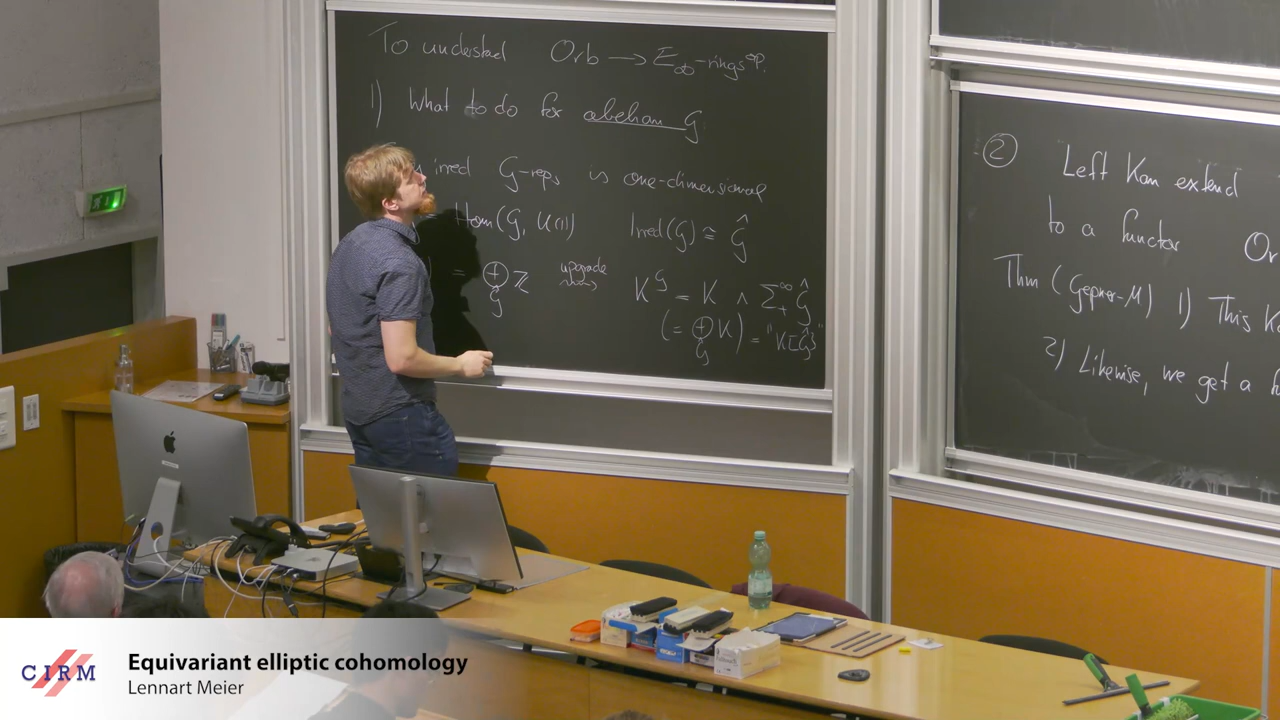 To understand Orb → E∞-rings^op.
1) What to do for abelian G
irred G-reps is one-dimensional
Hom(G, U(1)) Irred(G) ≅ Ĝ
= ⊕_Ĝ ℤ upgrade K^G = K ∧ Σ^∞_+ Ĝ
(= ⊕_Ĝ K) = "K[Ĝ]"
② Left Kan extend
to a functor Or
Thm (Gepner-M) 1) This K
2) Likewise, we get a f
CIRM
Equivariant elliptic cohomology
Lennart Meier